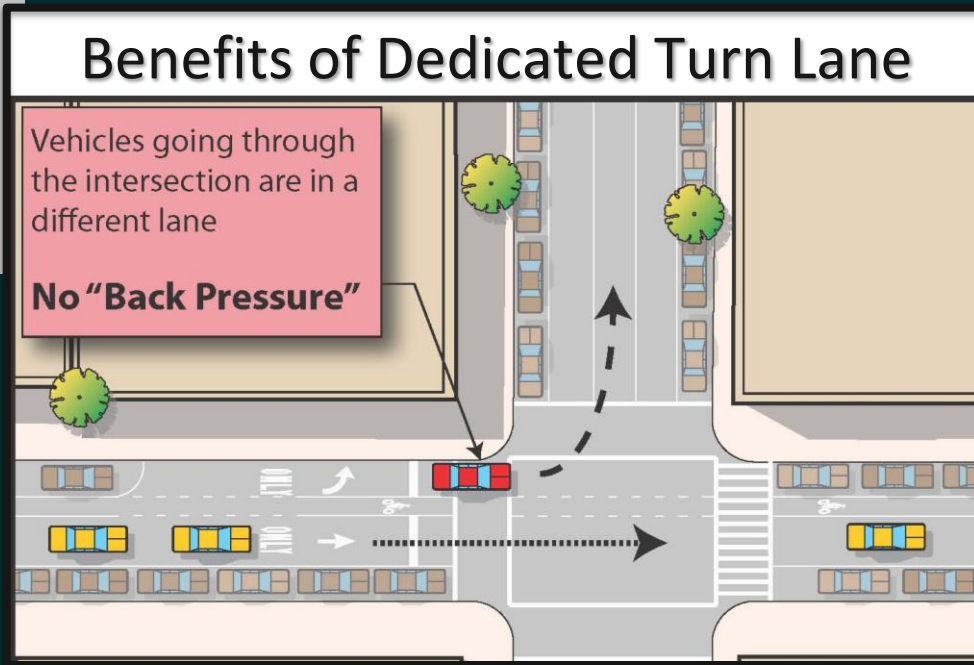 Benefits of Dedicated Turn Lane
Vehicles going through
the intersection are in a
different lane
No “Back Pressure”
ONLY
ONLY